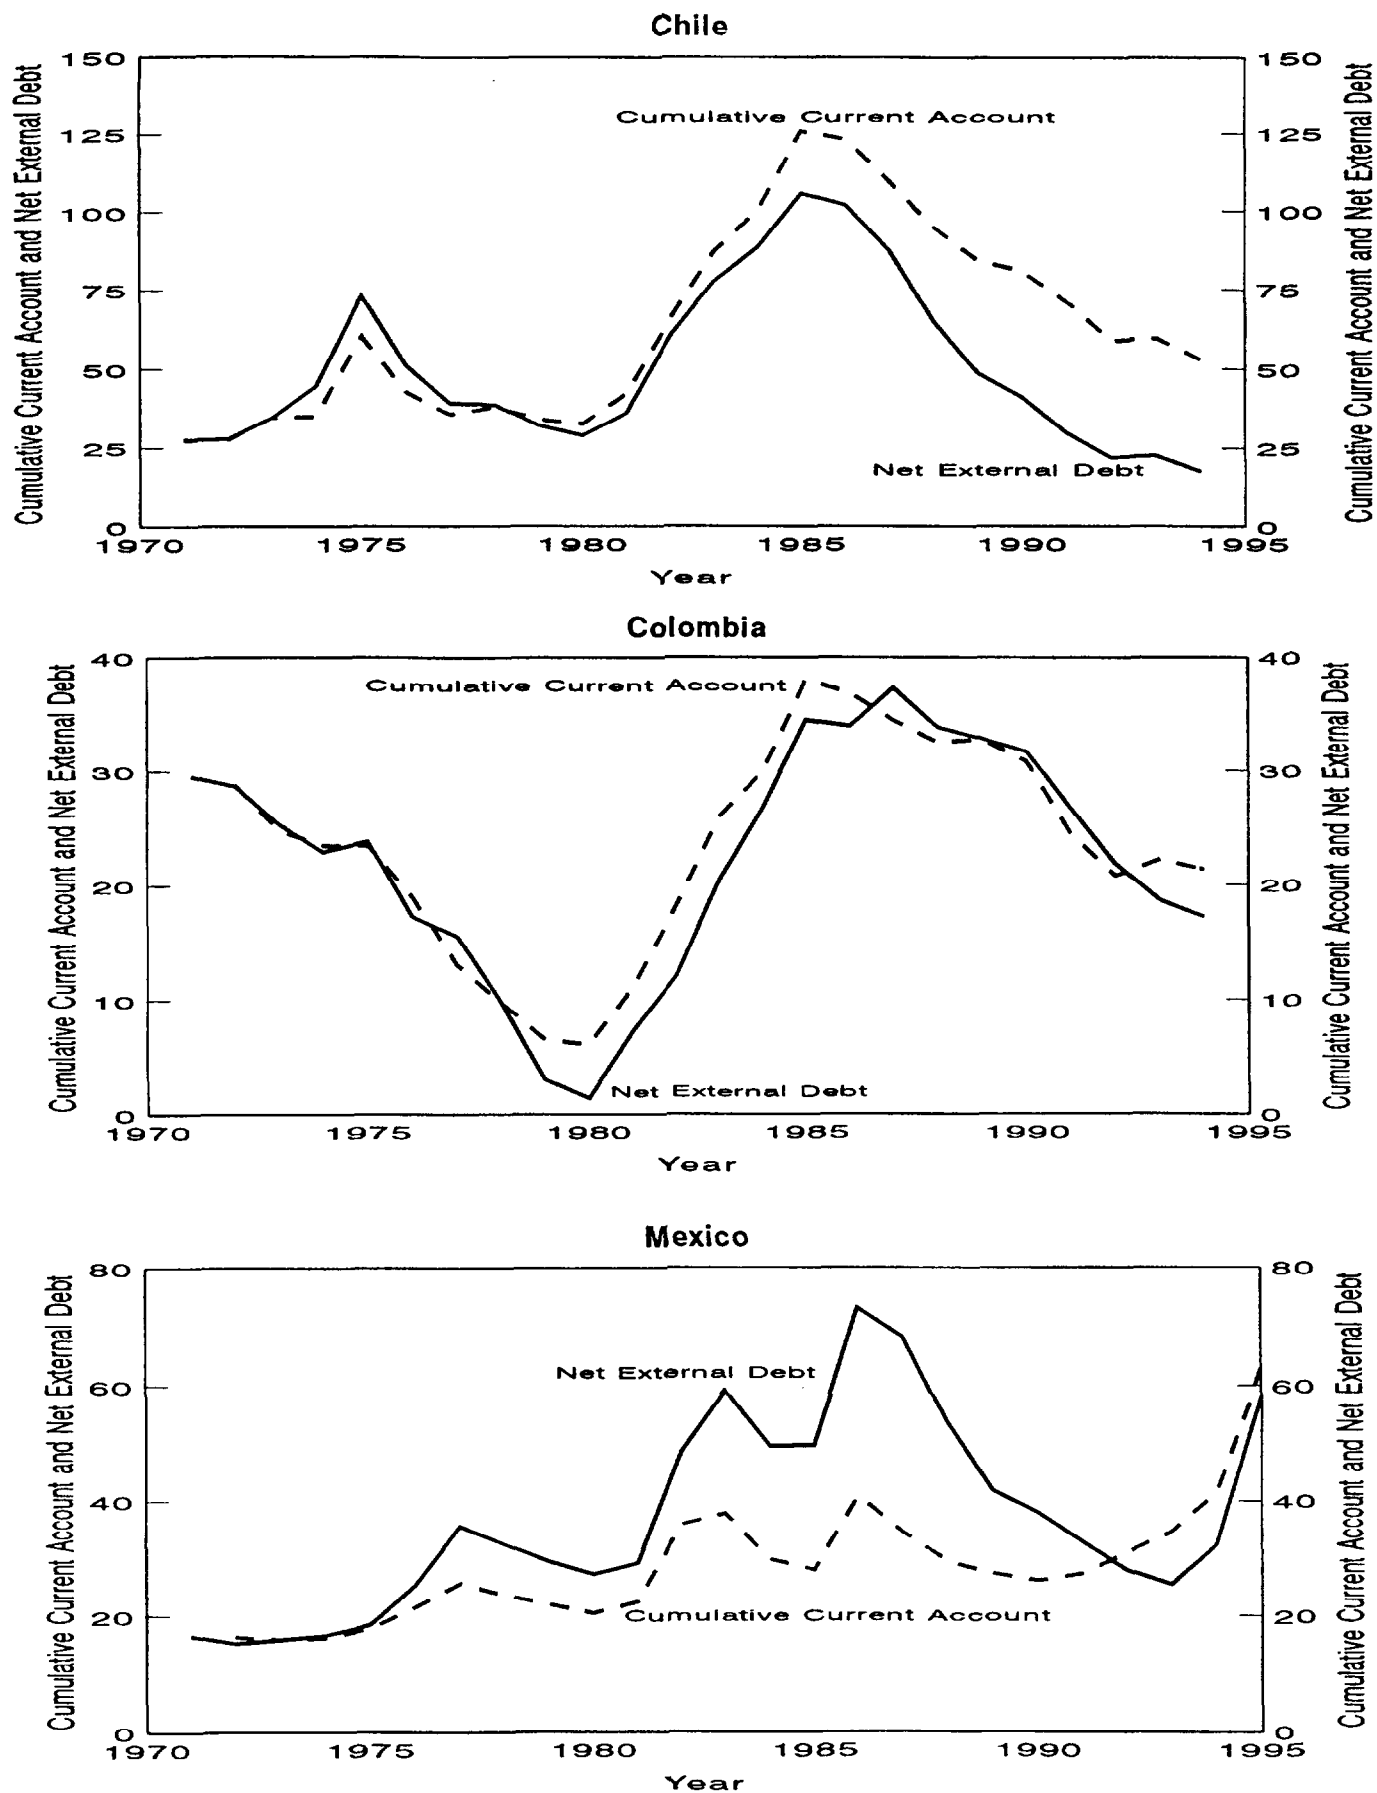 Chile
Cumulative Current Account and Net External Debt
150
125
100
75
50
25
0
Cumulative Current Account
Net External Debt
150
125
100
75
50
25
0
Cumulative Current Account and Net External Debt
1970 1975 1980 1985 1990 1995
Year
Colombia
Cumulative Current Account and Net External Debt
40
30
20
10
0
Cumulative Current Account
Net External Debt
40
30
20
10
0
Cumulative Current Account and Net External Debt
1970 1975 1980 1985 1990 1995
Year
Mexico
Cumulative Current Account and Net External Debt
80
60
40
20
0
Net External Debt
Cumulative Current Account
80
60
40
20
0
Cumulative Current Account and Net External Debt
1970 1975 1980 1985 1990 1995
Year